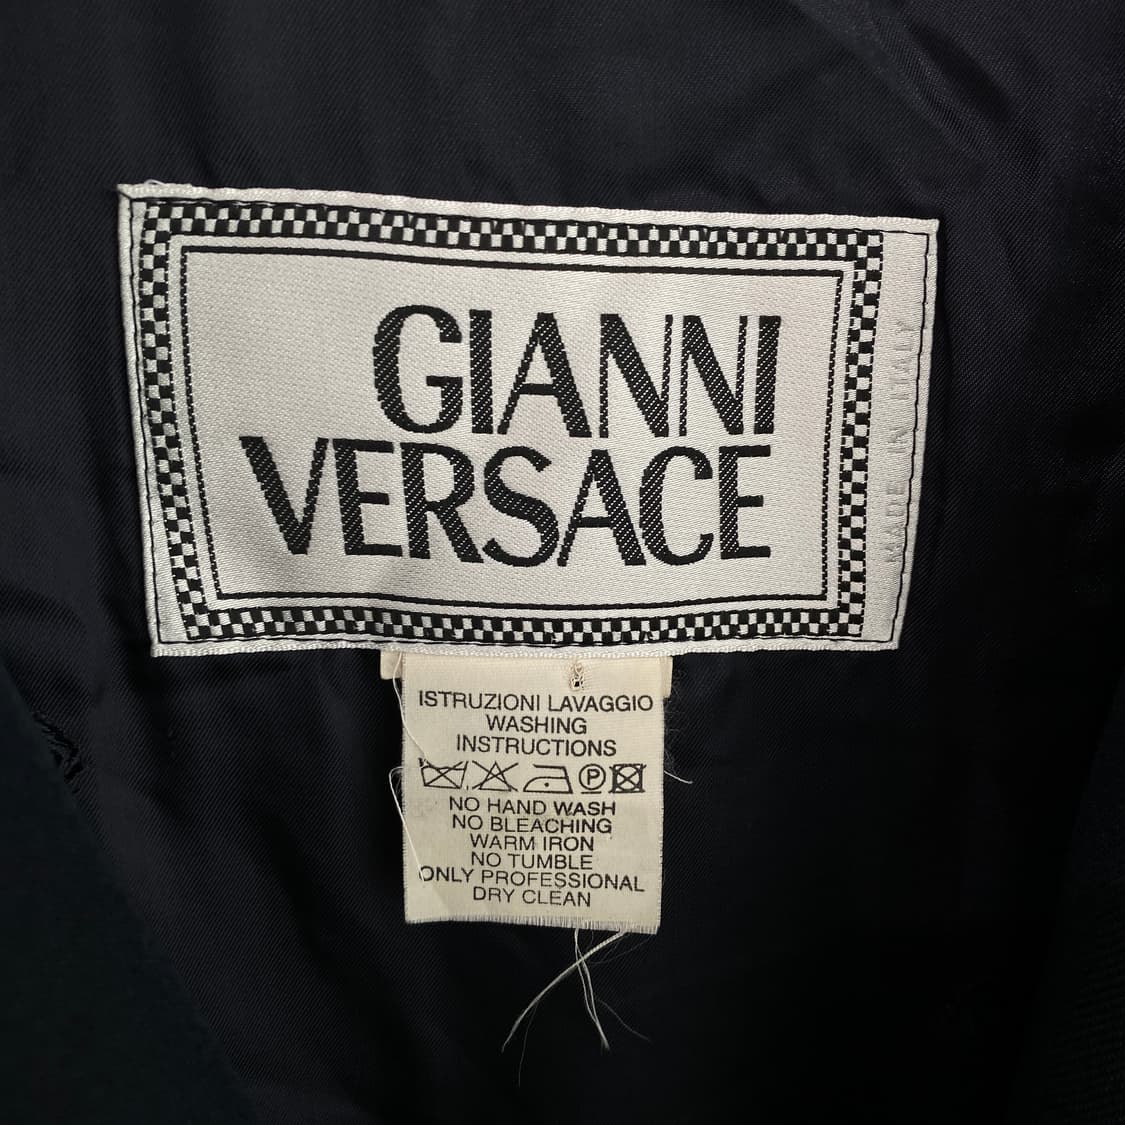 GIANNI
VERSACE
MADE IN ITALY
ISTRUZIONI LAVAGGIO
WASHING
INSTRUCTIONS
P
NO HAND WASH
NO BLEACHING
WARM IRON
NO TUMBLE
ONLY PROFESSIONAL
DRY CLEAN